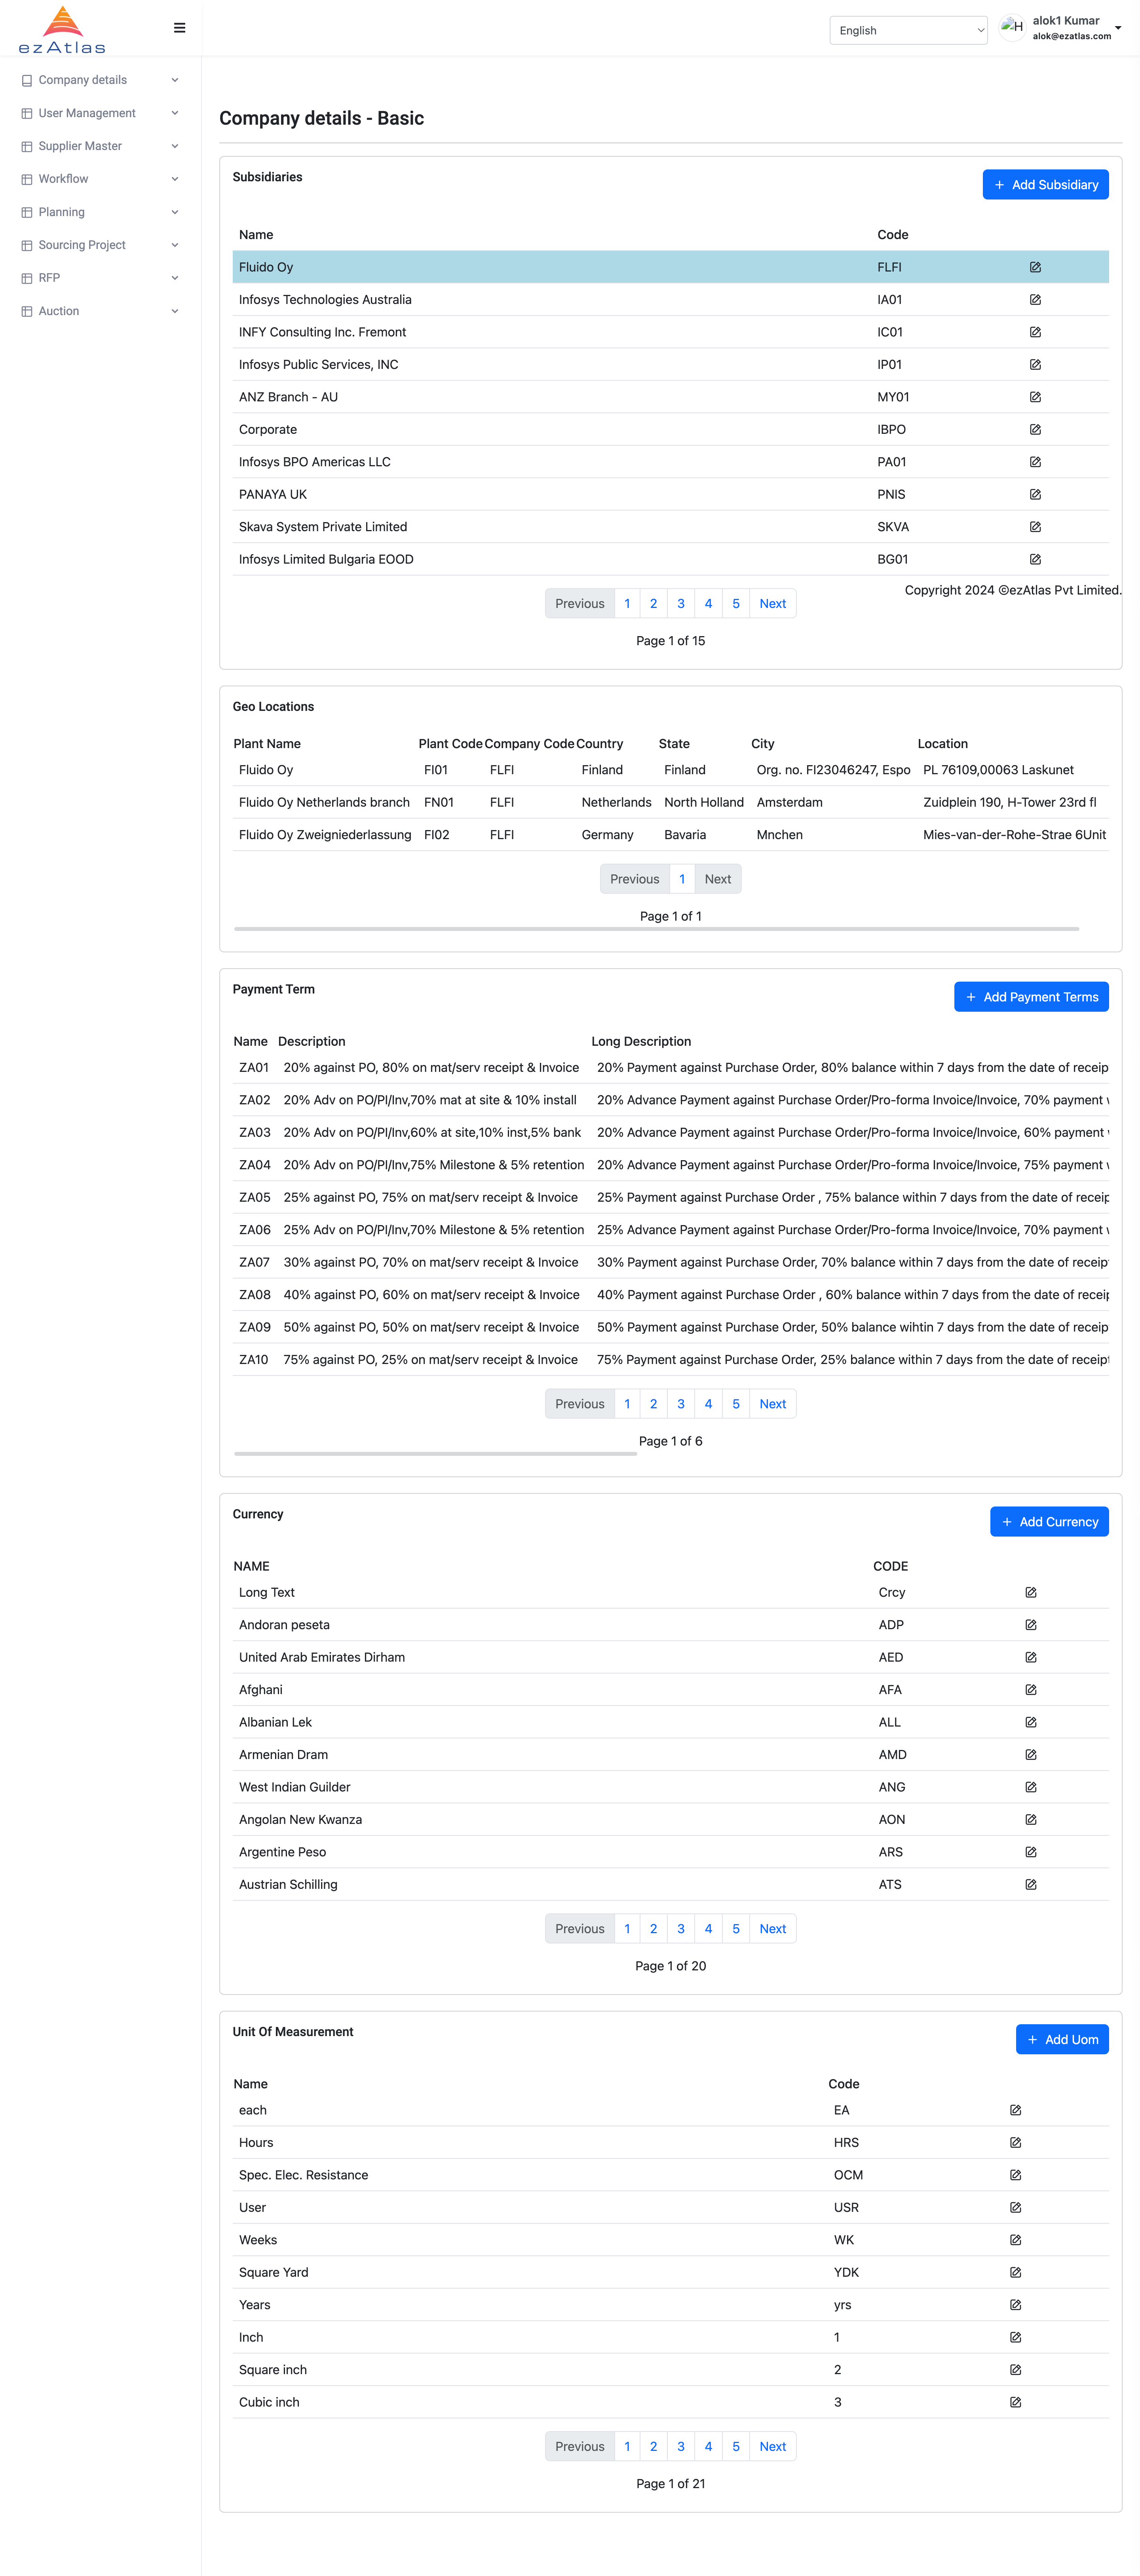 ezAtlas
English
H
alok1 Kumar
alok@ezatlas.com
Company details
User Management
Supplier Master
Workflow
Planning
Sourcing Project
RFP
Auction
Company details - Basic
Subsidiaries
Add Subsidiary
Name Code
Fluido Oy FLFI
Infosys Technologies Australia IA01
INFY Consulting Inc. Fremont IC01
Infosys Public Services, INC IP01
ANZ Branch - AU MY01
Corporate IBPO
Infosys BPO Americas LLC PA01
PANAYA UK PNIS
Skava System Private Limited SKVA
Infosys Limited Bulgaria EOOD BG01
Copyright 2024 ©ezAtlas Pvt Limited.
Previous 1 2 3 4 5 Next
Page 1 of 15
Geo Locations
Plant Name Plant Code Company Code Country State City Location
Fluido Oy FI01 FLFI Finland Finland Org. no. FI23046247, Espo PL 76109,00063 Laskunet
Fluido Oy Netherlands branch FN01 FLFI Netherlands North Holland Amsterdam Zuidplein 190, H-Tower 23rd fl
Fluido Oy Zweigniederlassung FI02 FLFI Germany Bavaria Mnchen Mies-van-der-Rohe-Strae 6Unit
Previous 1 Next
Page 1 of 1
Payment Term
Add Payment Terms
Name Description Long Description
ZA01 20% against PO, 80% on mat/serv receipt & Invoice 20% Payment against Purchase Order, 80% balance within 7 days from the date of receip
ZA02 20% Adv on PO/PI/Inv,70% mat at site & 10% install 20% Advance Payment against Purchase Order/Pro-forma Invoice/Invoice, 70% payment
ZA03 20% Adv on PO/PI/Inv,60% at site,10% inst,5% bank 20% Advance Payment against Purchase Order/Pro-forma Invoice/Invoice, 60% payment
ZA04 20% Adv on PO/PI/Inv,75% Milestone & 5% retention 20% Advance Payment against Purchase Order/Pro-forma Invoice/Invoice, 75% payment
ZA05 25% against PO, 75% on mat/serv receipt & Invoice 25% Payment against Purchase Order , 75% balance within 7 days from the date of receip
ZA06 25% Adv on PO/PI/Inv,70% Milestone & 5% retention 25% Advance Payment against Purchase Order/Pro-forma Invoice/Invoice, 70% payment
ZA07 30% against PO, 70% on mat/serv receipt & Invoice 30% Payment against Purchase Order, 70% balance within 7 days from the date of receip
ZA08 40% against PO, 60% on mat/serv receipt & Invoice 40% Payment against Purchase Order , 60% balance within 7 days from the date of receip
ZA09 50% against PO, 50% on mat/serv receipt & Invoice 50% Payment against Purchase Order, 50% balance wihtin 7 days from the date of receip
ZA10 75% against PO, 25% on mat/serv receipt & Invoice 75% Payment against Purchase Order, 25% balance within 7 days from the date of receipt
Previous 1 2 3 4 5 Next
Page 1 of 6
Currency
Add Currency
NAME CODE
Long Text Crcy
Andoran peseta ADP
United Arab Emirates Dirham AED
Afghani AFA
Albanian Lek ALL
Armenian Dram AMD
West Indian Guilder ANG
Angolan New Kwanza AON
Argentine Peso ARS
Austrian Schilling ATS
Previous 1 2 3 4 5 Next
Page 1 of 20
Unit Of Measurement
Add Uom
Name Code
each EA
Hours HRS
Spec. Elec. Resistance OCM
User USR
Weeks WK
Square Yard YDK
Years yrs
Inch 1
Square inch 2
Cubic inch 3
Previous 1 2 3 4 5 Next
Page 1 of 21